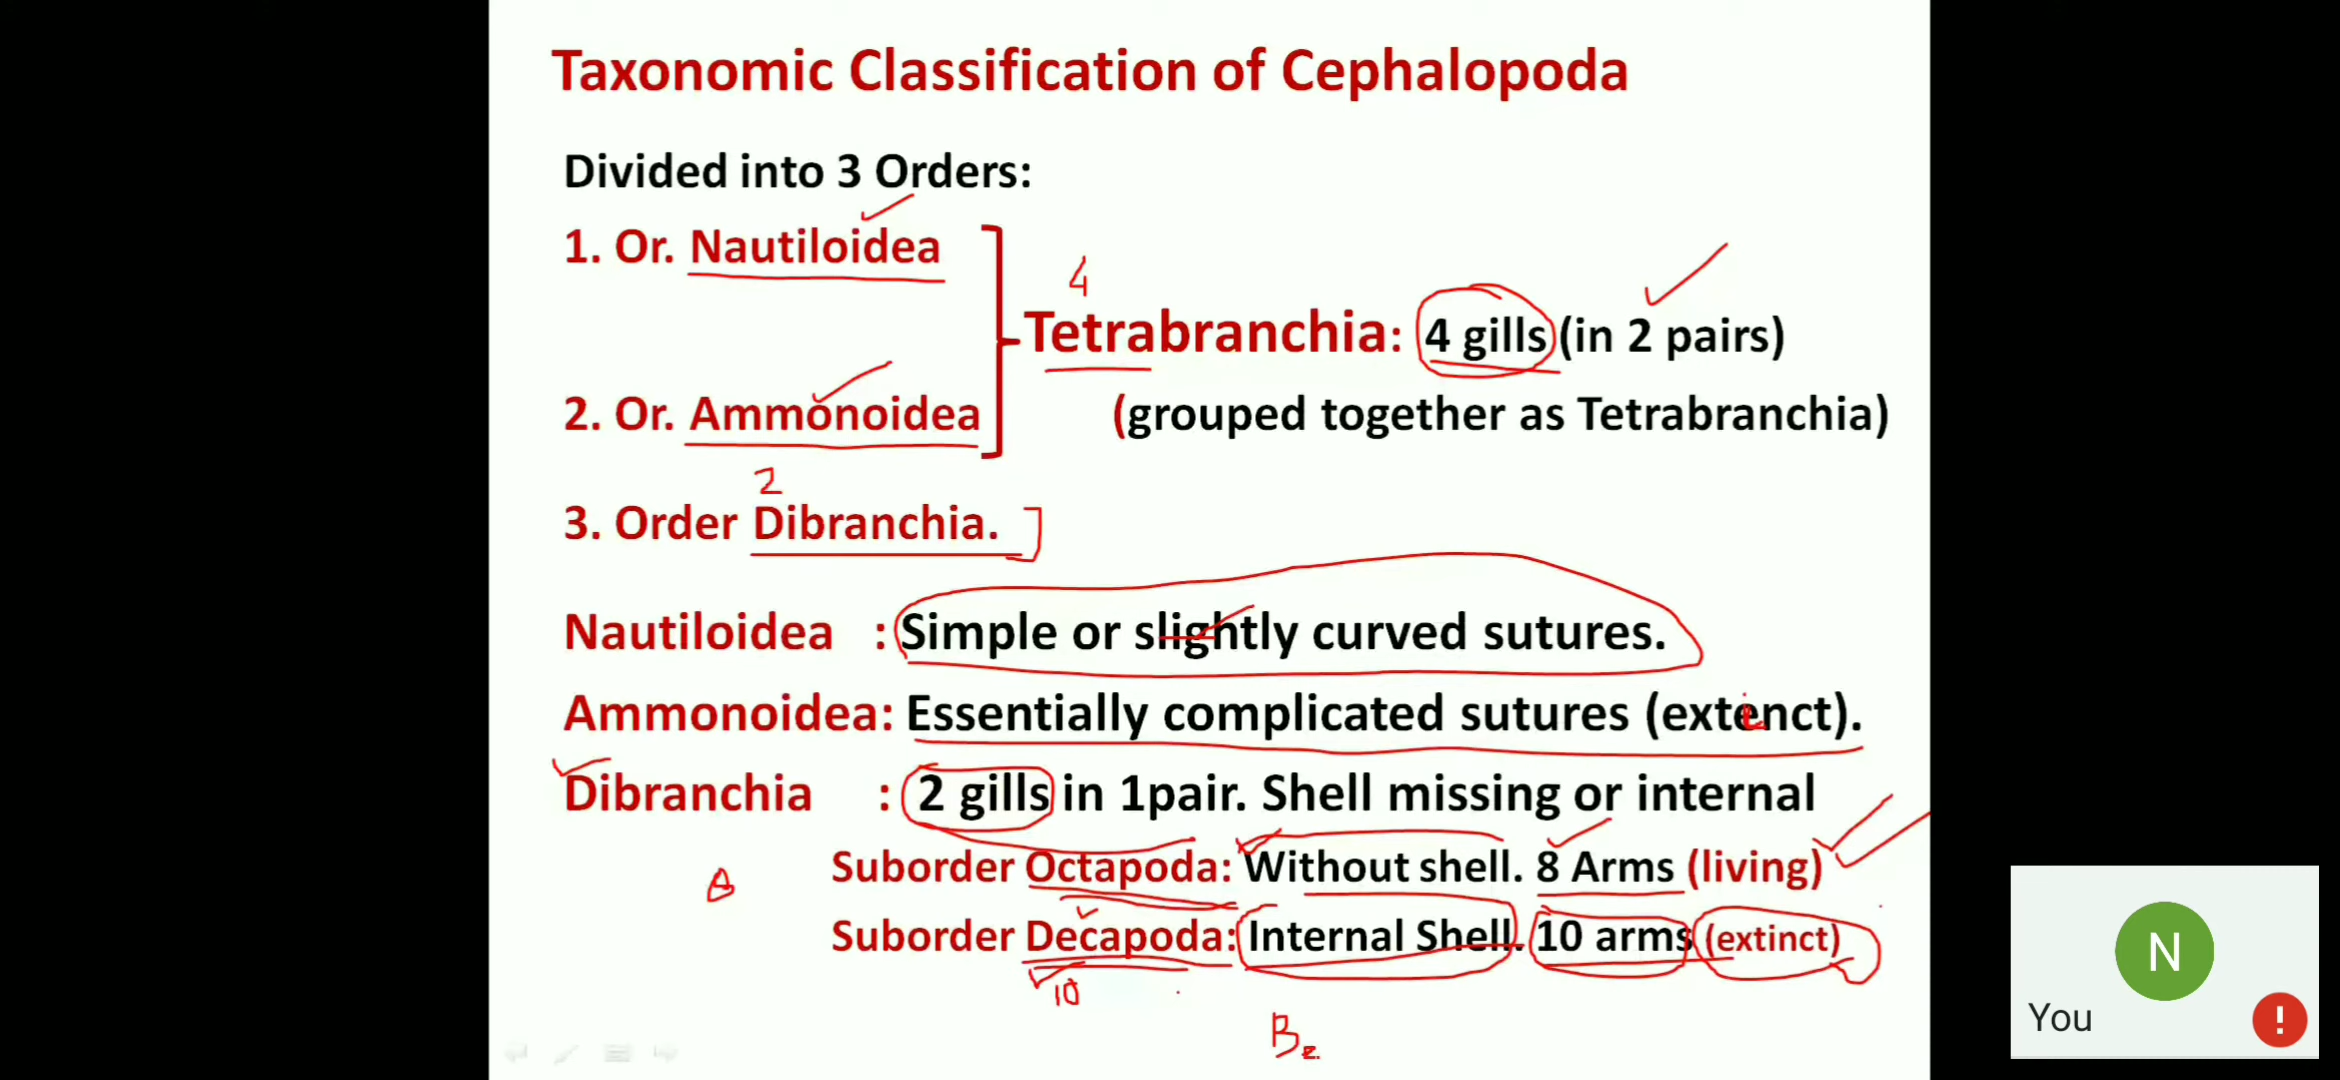 Taxonomic Classification of Cephalopoda
Divided into 3 Orders:
1. Or. Nautiloidea
4
Tetrabranchia: 4 gills (in 2 pairs)
2. Or. Ammonoidea (grouped together as Tetrabranchia)
2
3. Order Dibranchia.
Nautiloidea : Simple or slightly curved sutures.
Ammonoidea: Essentially complicated sutures (extinct).
Dibranchia : 2 gills in 1pair. Shell missing or internal
Suborder Octapoda: Without shell. 8 Arms (living)
Suborder Decapoda: Internal Shell. 10 arms (extinct)
10
N
You
!